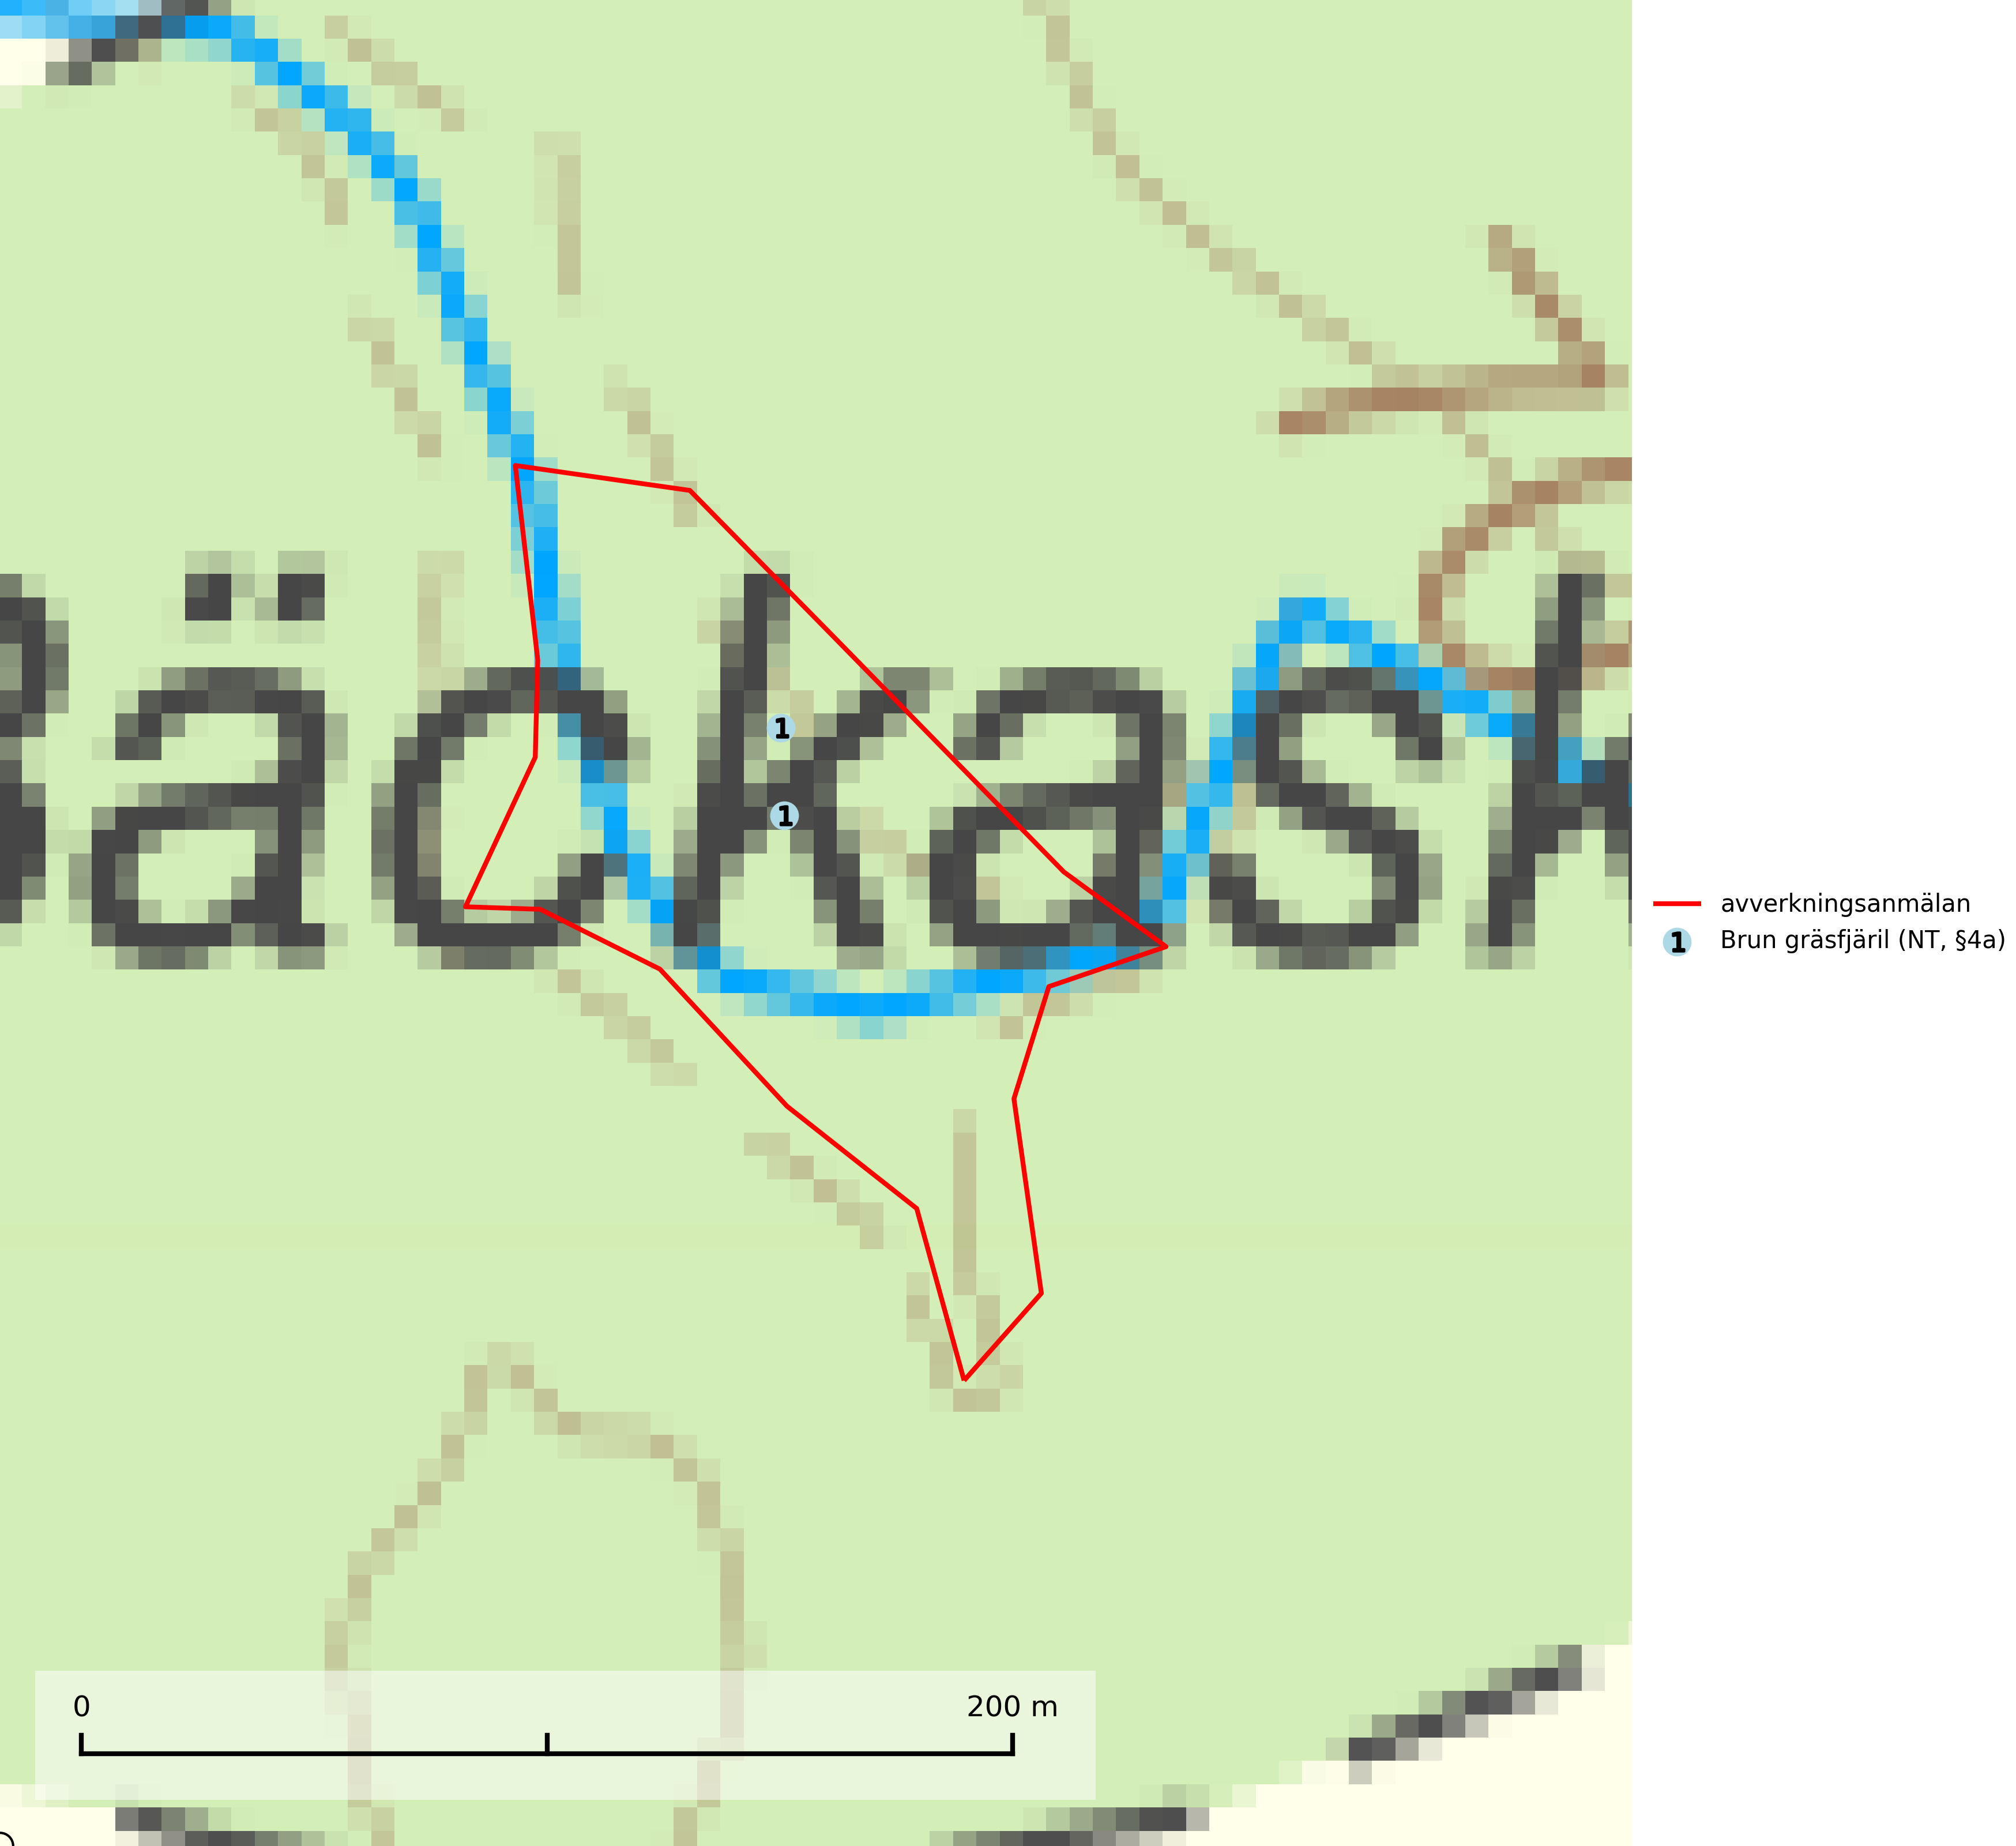 1
1
avverkningsanmälan
1 Brun gräsfjäril (NT, §4a)
0 200 m